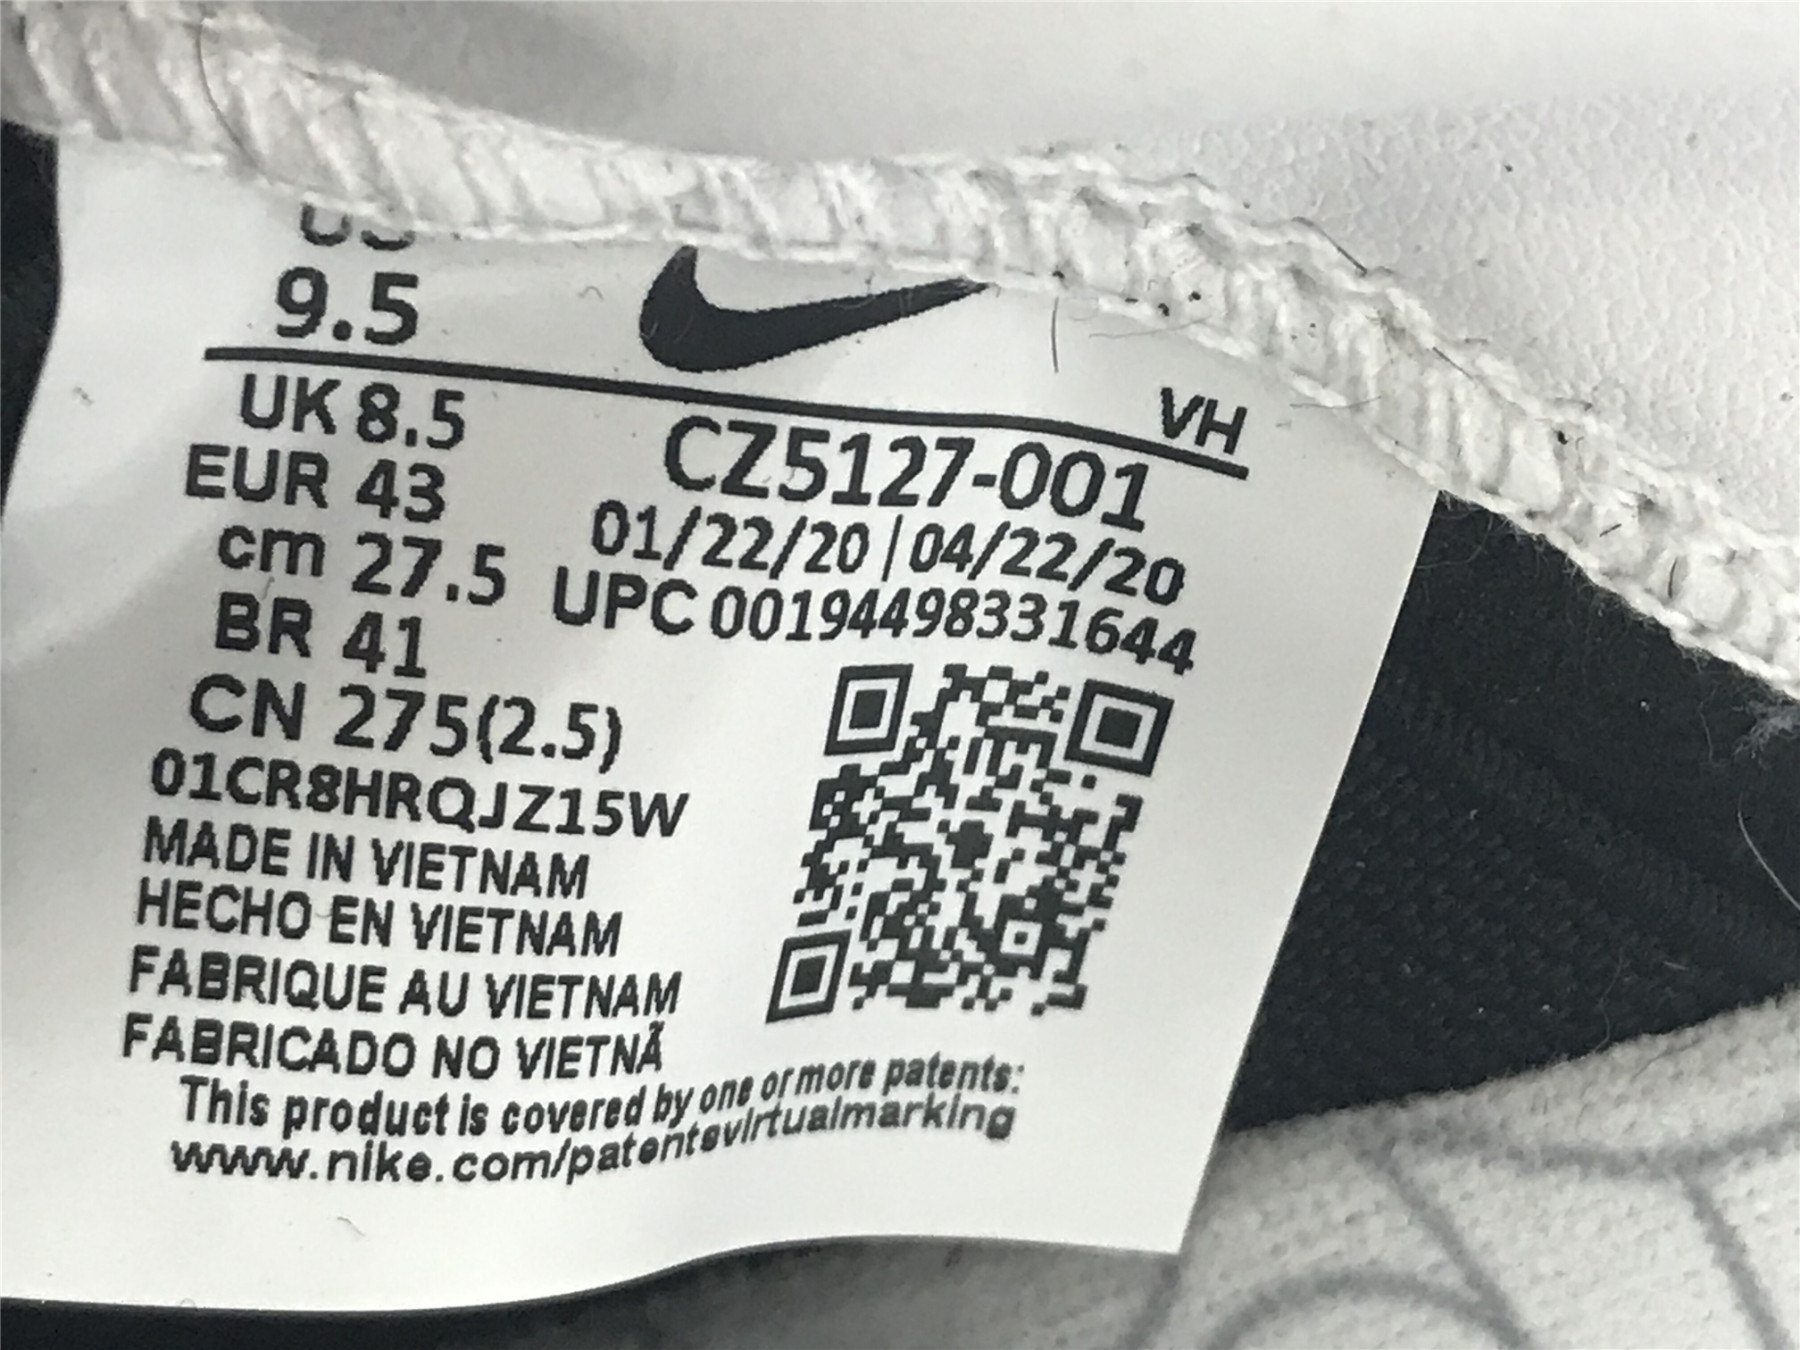 US
9.5
VH
UK 8.5
EUR 43
cm 27.5
BR 41
CN 275(2.5)
CZ5127-001
01/22/20 | 04/22/20
UPC 00194498331644
01CR8HRQJZ15W
MADE IN VIETNAM
HECHO EN VIETNAM
FABRIQUE AU VIETNAM
FABRICADO NO VIETNÃ
This product is covered by one or more patents:
www.nike.com/patentsvirtualmarking